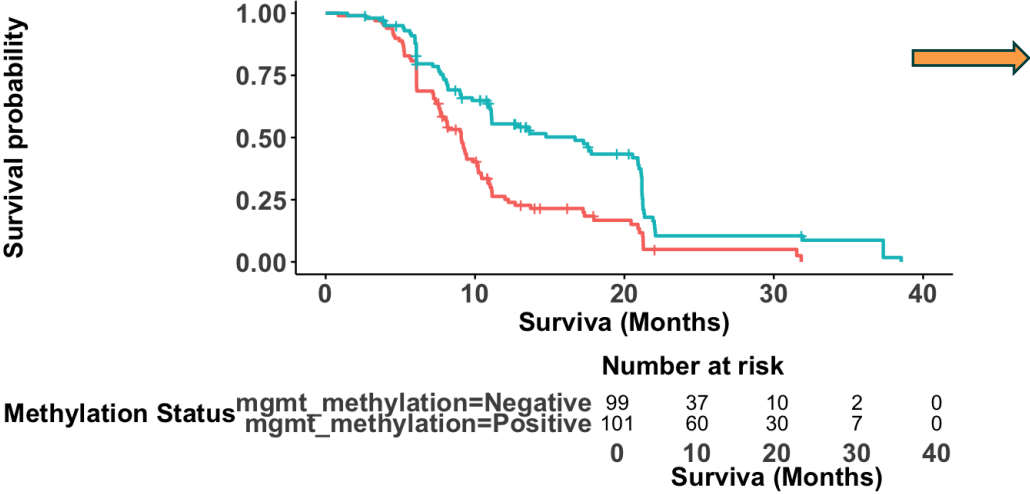 Survival probability
1.00
0.75
0.50
0.25
0.00
0 10 20 30 40
Surviva (Months)
Number at risk
Methylation Status
mgmt_methylation=Negative 99 37 10 2 0
mgmt_methylation=Positive 101 60 30 7 0
0 10 20 30 40
Surviva (Months)